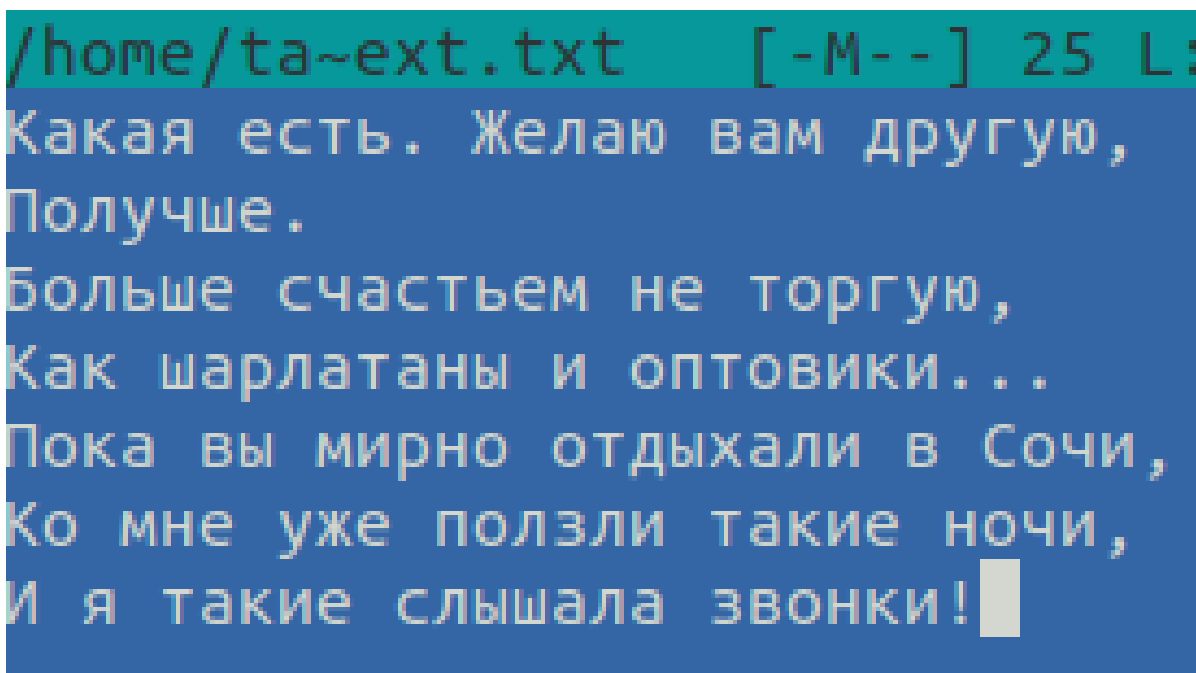 /home/ta~ext.txt [-M--] 25 L:
Какая есть. Желаю вам другую,
Получше.
Больше счастьем не торгую,
Как шарлатаны и оптовики...
Пока вы мирно отдыхали в Сочи,
Ко мне уже ползли такие ночи,
И я такие слышала звонки!